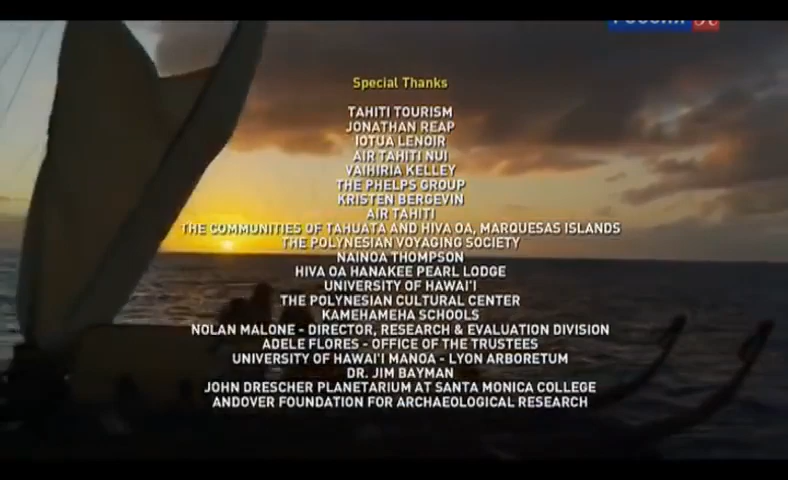 РОССИЯ К
Special Thanks
TAHITI TOURISM
JONATHAN REAP
IOTUA LENOIR
AIR TAHITI NUI
VAIHIRIA KELLEY
THE PHELPS GROUP
KRISTEN BERGEVIN
AIR TAHITI
THE COMMUNITIES OF TAHUATA AND HIVA OA, MARQUESAS ISLANDS
THE POLYNESIAN VOYAGING SOCIETY
NAINOA THOMPSON
HIVA OA HANAKEE PEARL LODGE
UNIVERSITY OF HAWAI'I
THE POLYNESIAN CULTURAL CENTER
KAMEHAMEHA SCHOOLS
NOLAN MALONE - DIRECTOR, RESEARCH & EVALUATION DIVISION
ADELE FLORES - OFFICE OF THE TRUSTEES
UNIVERSITY OF HAWAI'I MANOA - LYON ARBORETUM
DR. JIM BAYMAN
JOHN DRESCHER PLANETARIUM AT SANTA MONICA COLLEGE
ANDOVER FOUNDATION FOR ARCHAEOLOGICAL RESEARCH